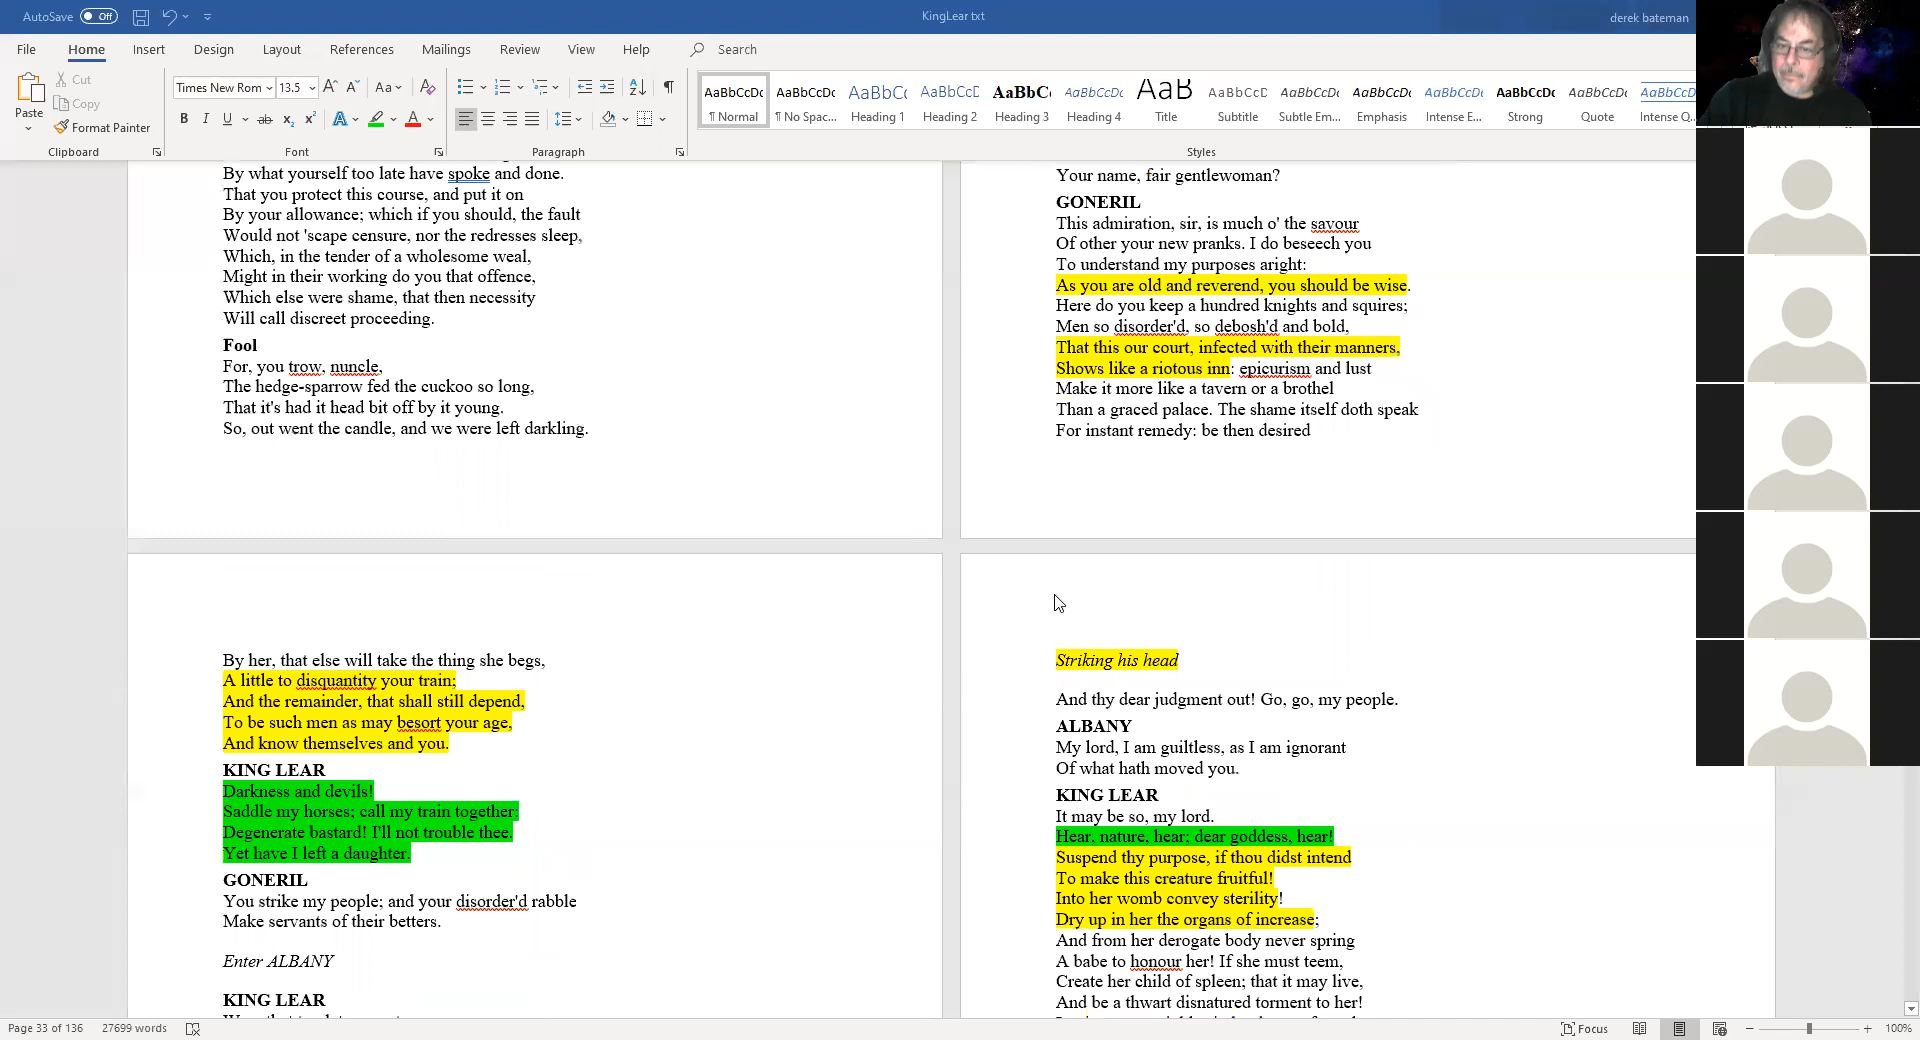 AutoSave Off
KingLear txt
derek bateman
File Home Insert Design Layout References Mailings Review View Help Search
Paste
Cut
Copy
Format Painter
Clipboard
Times New Rom 13.5
Font
Paragraph
AaBbCcDc AaBbCcDc AaBbCc AaBbCcD AaBbC AaBbCcDc AaB AaBbCcD AaBbCcDc AaBbCcDc AaBbCcDc AaBbCcDc AaBbCcDc AaBbCcDc
¶ Normal ¶ No Spac... Heading 1 Heading 2 Heading 3 Heading 4 Title Subtitle Subtle Em... Emphasis Intense E... Strong Quote Intense Q...
Styles
By what yourself too late have spoke and done.
That you protect this course, and put it on
By your allowance; which if you should, the fault
Would not 'scape censure, nor the redresses sleep,
Which, in the tender of a wholesome weal,
Might in their working do you that offence,
Which else were shame, that then necessity
Will call discreet proceeding.
Fool
For, you trow, nuncle,
The hedge-sparrow fed the cuckoo so long,
That it's had it head bit off by it young.
So, out went the candle, and we were left darkling.
Your name, fair gentlewoman?
GONERIL
This admiration, sir, is much o' the savour
Of other your new pranks. I do beseech you
To understand my purposes aright:
As you are old and reverend, you should be wise.
Here do you keep a hundred knights and squires;
Men so disorder'd, so debosh'd and bold,
That this our court, infected with their manners,
Shows like a riotous inn: epicurism and lust
Make it more like a tavern or a brothel
Than a graced palace. The shame itself doth speak
For instant remedy: be then desired
By her, that else will take the thing she begs,
A little to disquantity your train;
And the remainder, that shall still depend,
To be such men as may besort your age,
And know themselves and you.
KING LEAR
Darkness and devils!
Saddle my horses; call my train together:
Degenerate bastard! I'll not trouble thee.
Yet have I left a daughter.
GONERIL
You strike my people; and your disorder'd rabble
Make servants of their betters.
Enter ALBANY
KING LEAR
Striking his head
And thy dear judgment out! Go, go, my people.
ALBANY
My lord, I am guiltless, as I am ignorant
Of what hath moved you.
KING LEAR
It may be so, my lord.
Hear, nature, hear; dear goddess, hear!
Suspend thy purpose, if thou didst intend
To make this creature fruitful!
Into her womb convey sterility!
Dry up in her the organs of increase;
And from her derogate body never spring
A babe to honour her! If she must teem,
Create her child of spleen; that it may live,
And be a thwart disnatured torment to her!
Page 33 of 136 27699 words
Focus
100%